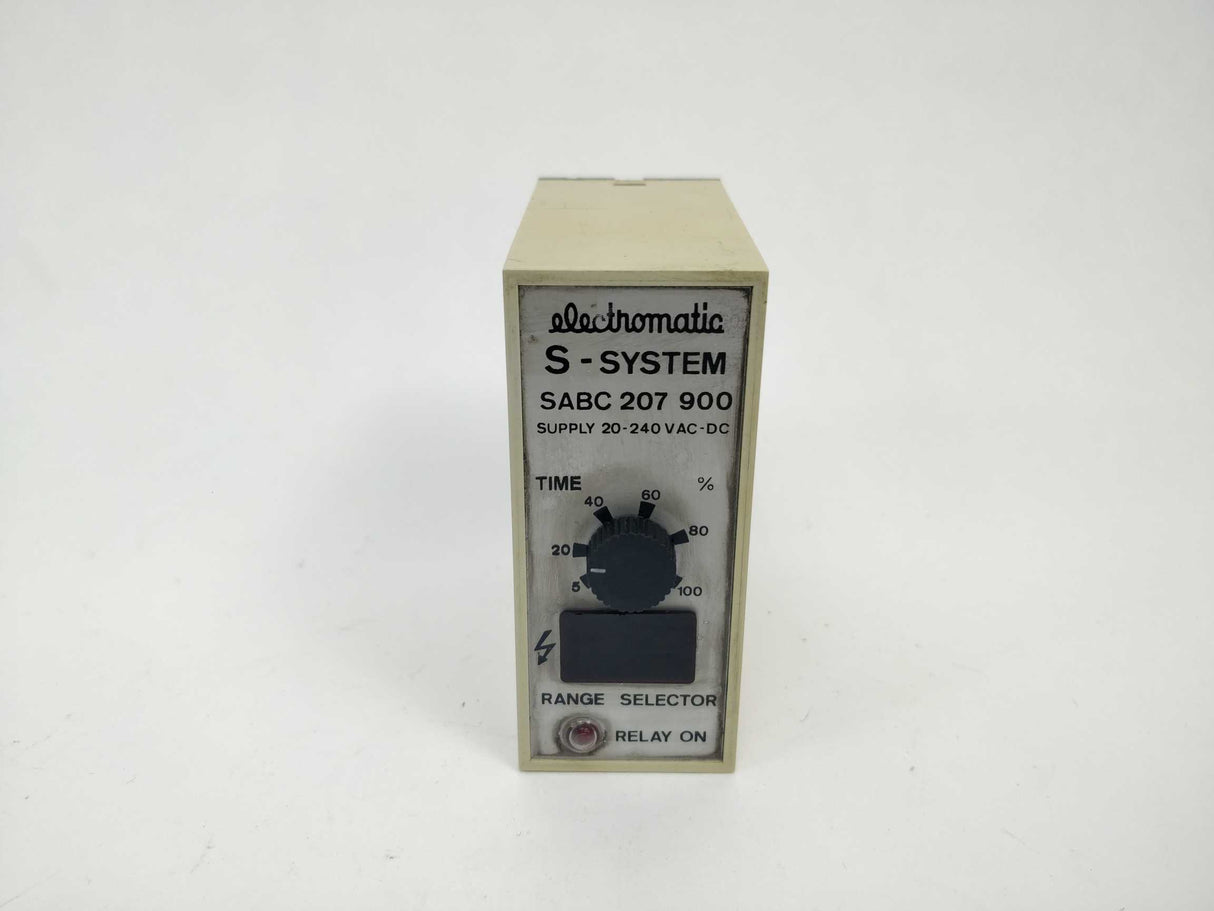 electromatic
S - SYSTEM
SABC 207 900
SUPPLY 20-240 VAC-DC
TIME %
40 60
20 80
5 100
RANGE SELECTOR
RELAY ON